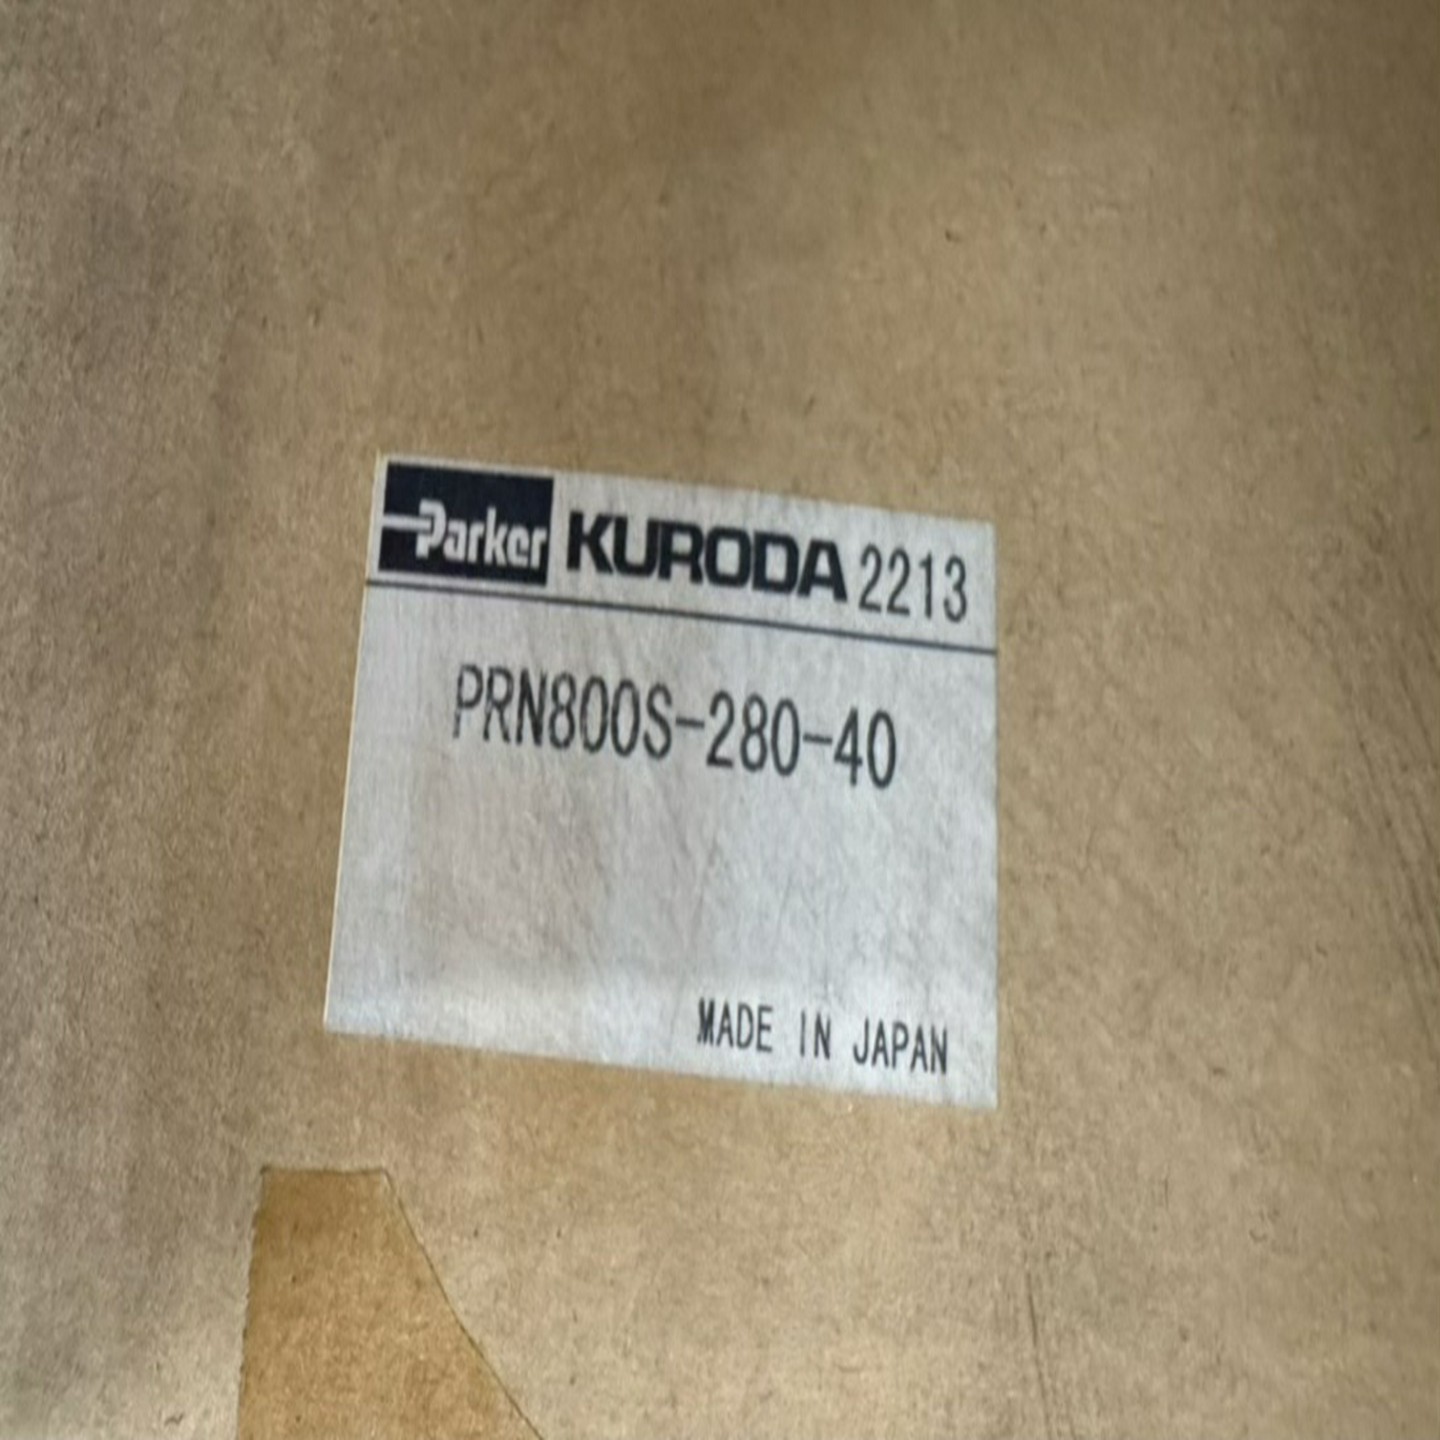 Parker KURODA 2213
PRN800S-280-40
MADE IN JAPAN